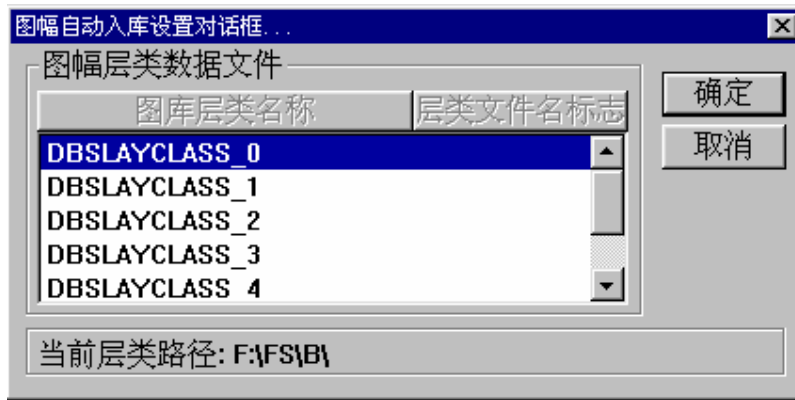 图幅自动入库设置对话框...
图幅层类数据文件
图库层类名称 层类文件名标志
确定
取消
DBSLAYCLASS_0
DBSLAYCLASS_1
DBSLAYCLASS_2
DBSLAYCLASS_3
DBSLAYCLASS_4
当前层类路径: F:\FS\B\